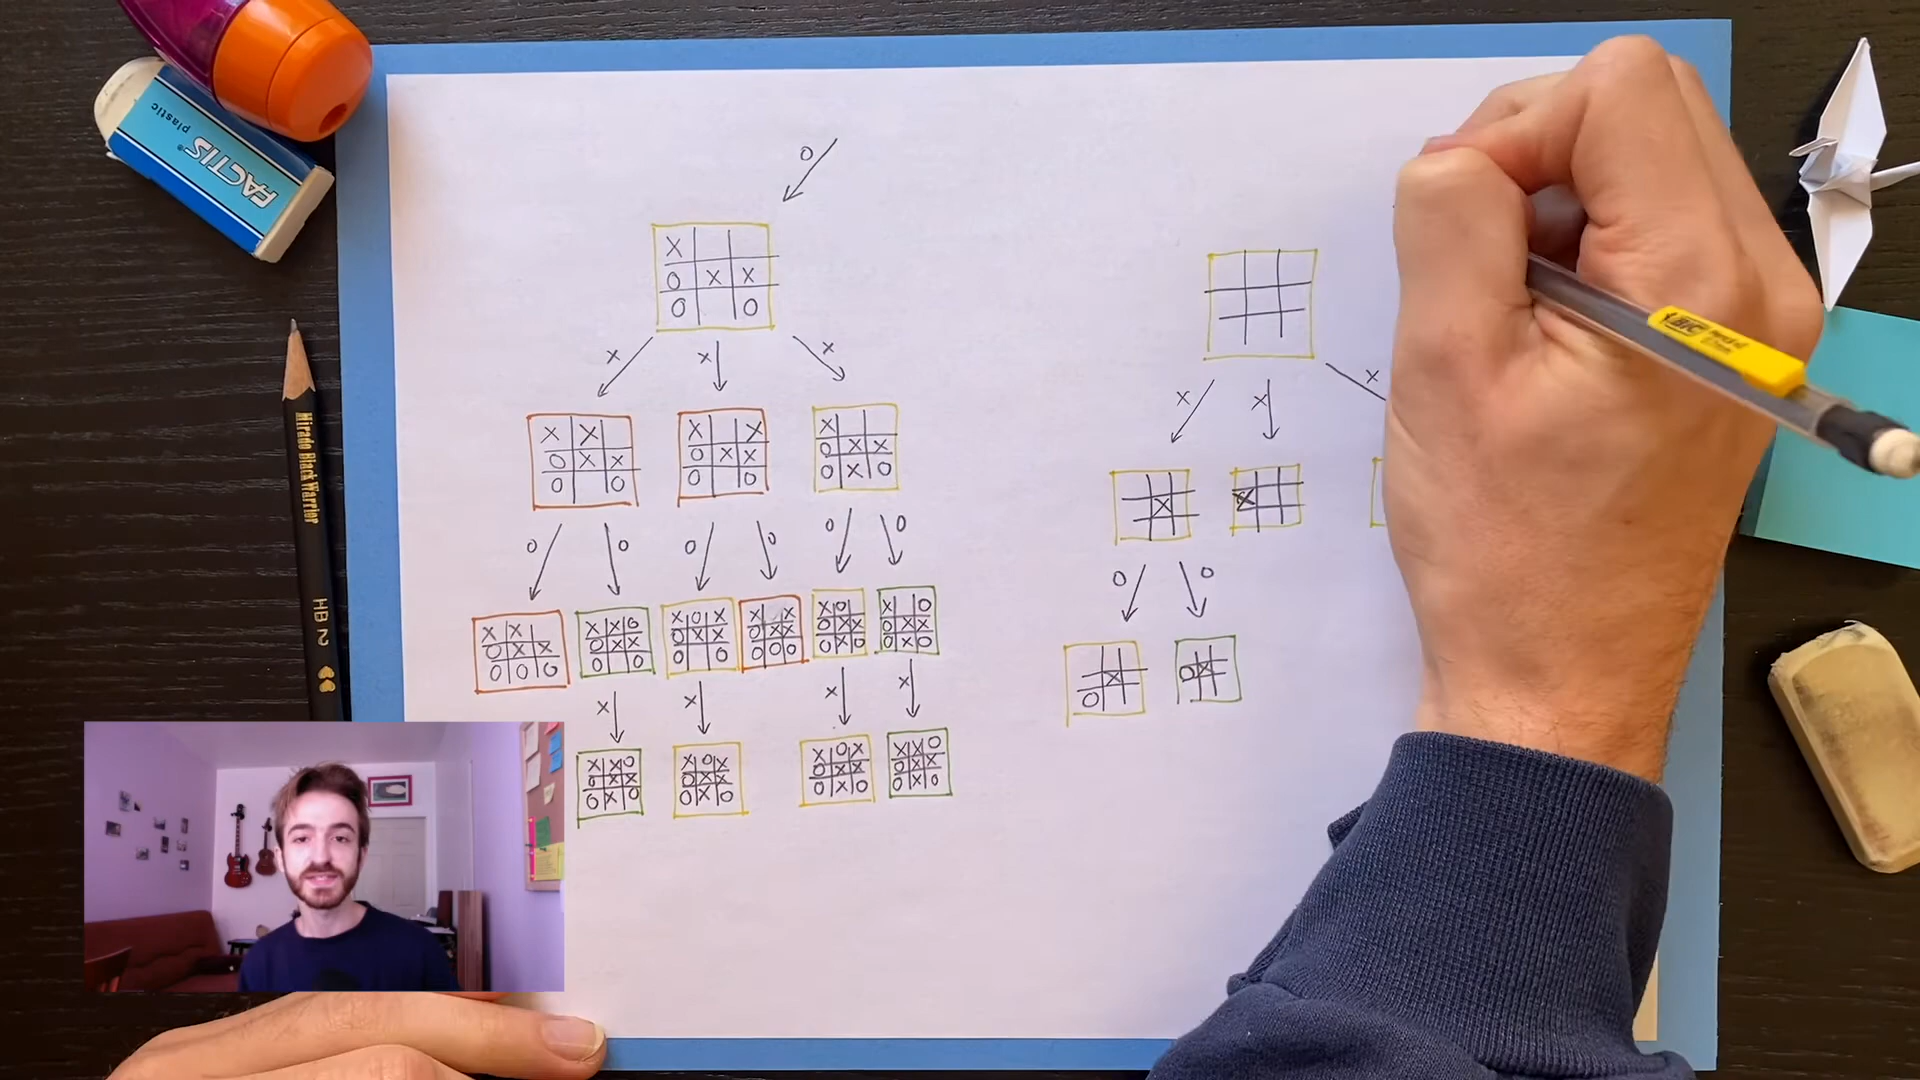 plastic
FACTIS
Mirado Black Warrior
HB 2
BIC
O
X
O X X
O O
X X X
X X
O X X
O O
X X
O X X
O O
X
O X X
O X O
O O O O O O
X X
O X X
O O O
X X O
O X X
O O
X O X
O X X
O O
X X
O X X
O O O
X O
O X X
O X O
X O
O X X
O X O
X X X X
X X O
O X X
O X O
X O X
O X X
O X O
X O X
O X X
O X O
X X O
O X X
O X O
X X X
X
X
O O
X
O
O X